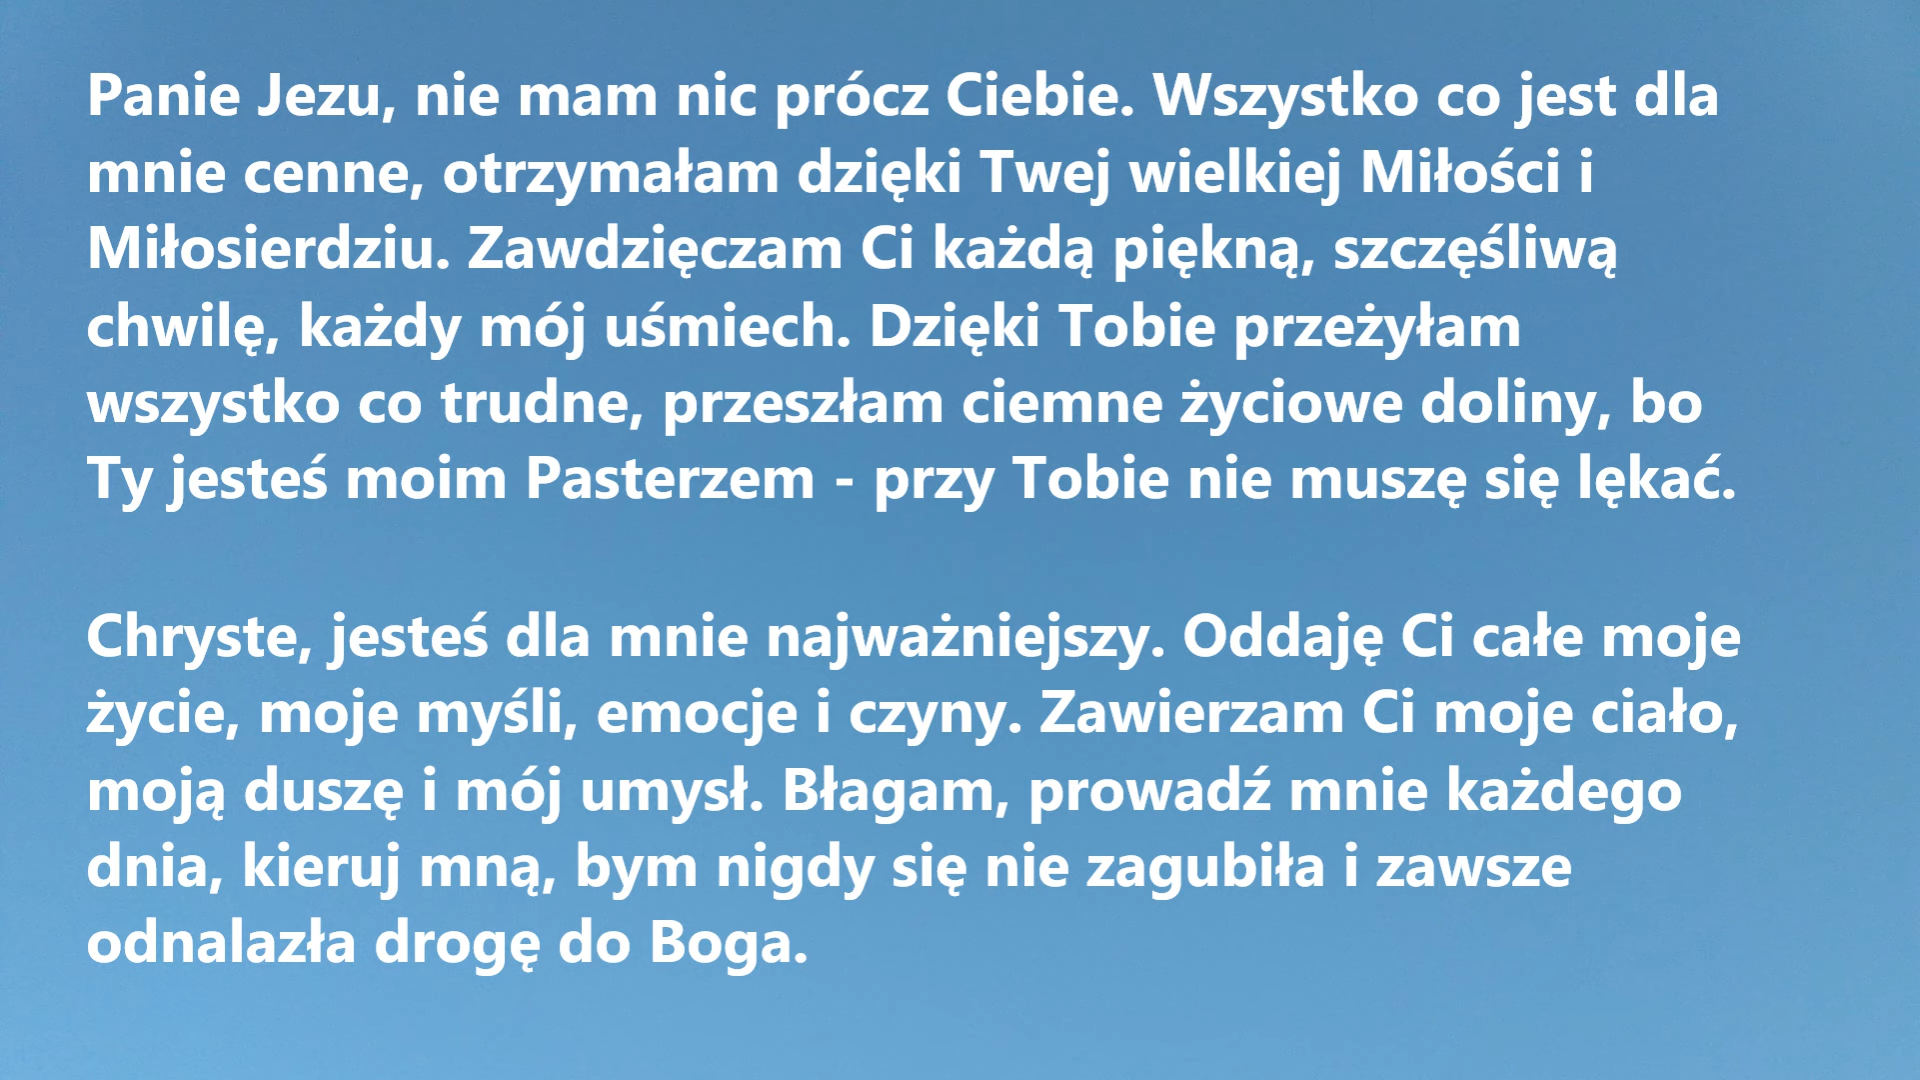 Panie Jezu, nie mam nic prócz Ciebie. Wszystko co jest dla
mnie cenne, otrzymałam dzięki Twej wielkiej Miłości i
Miłosierdziu. Zawdzięczam Ci każdą piękną, szczęśliwą
chwilę, każdy mój uśmiech. Dzięki Tobie przeżyłam
wszystko co trudne, przeszłam ciemne życiowe doliny, bo
Ty jesteś moim Pasterzem - przy Tobie nie muszę się lękać.
Chryste, jesteś dla mnie najważniejszy. Oddaję Ci całe moje
życie, moje myśli, emocje i czyny. Zawierzam Ci moje ciało,
moją duszę i mój umysł. Błagam, prowadź mnie każdego
dnia, kieruj mną, bym nigdy się nie zagubiła i zawsze
odnalazła drogę do Boga.